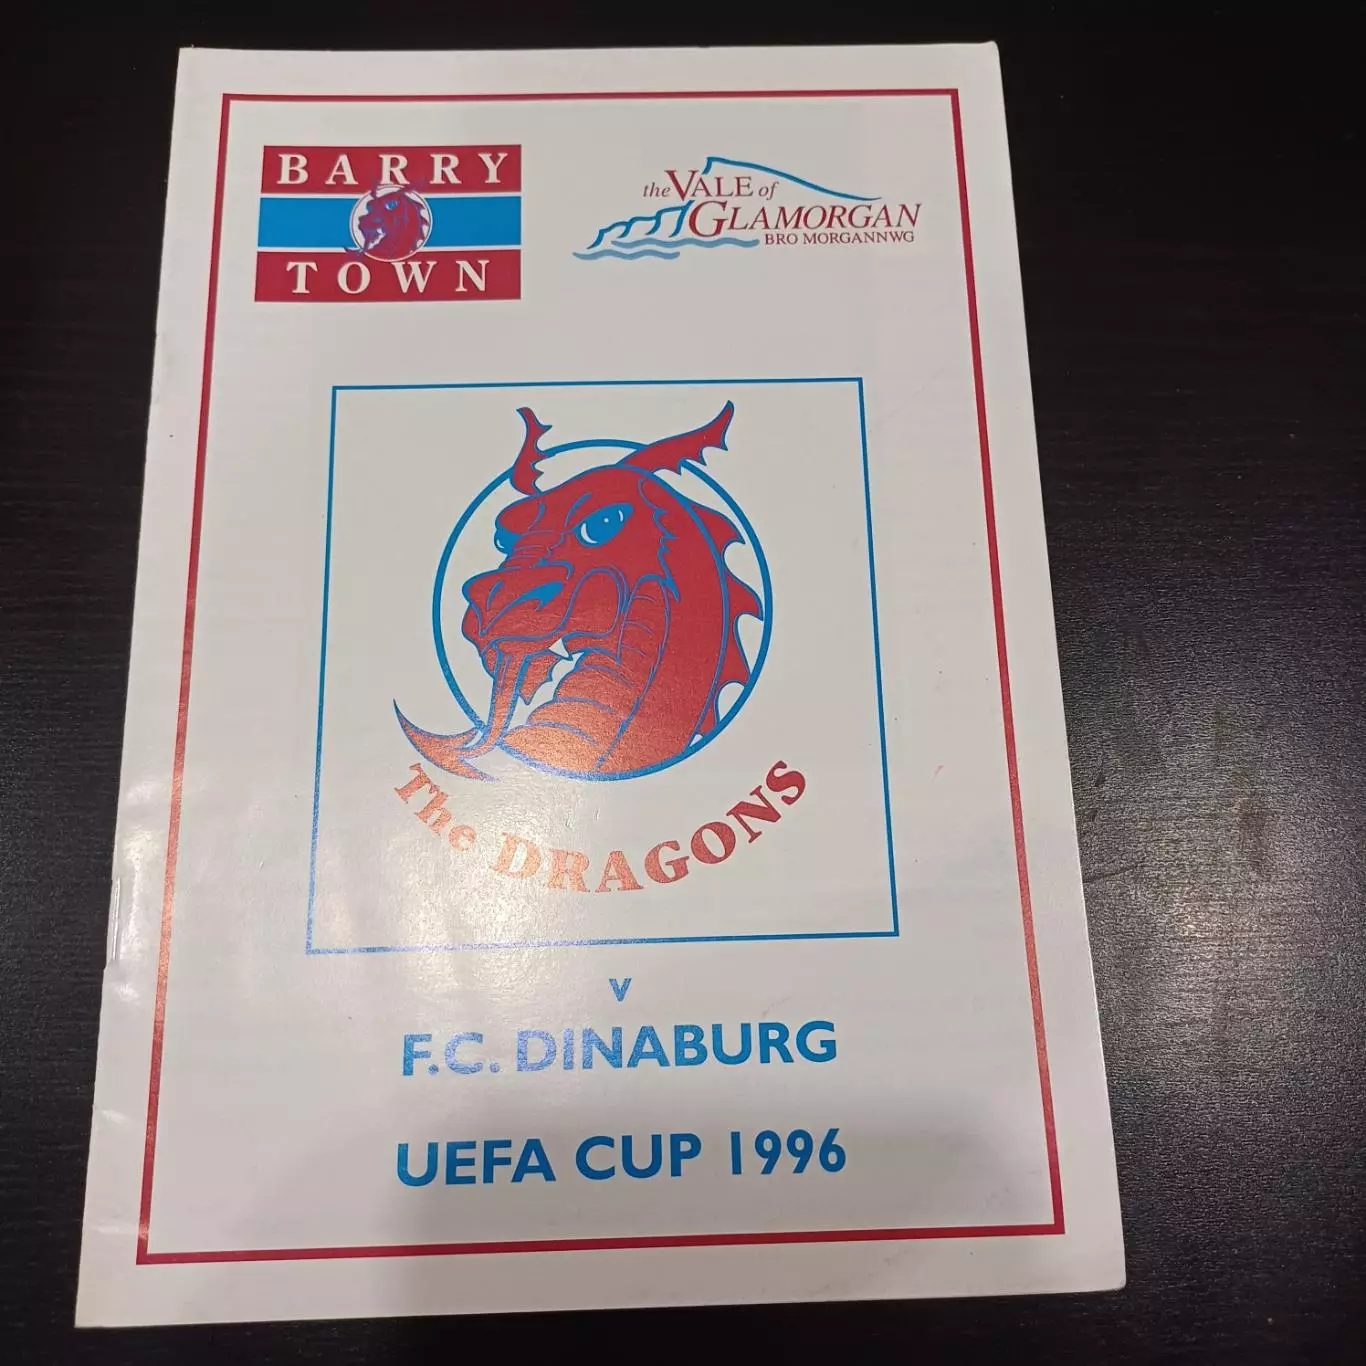 BARRY
TOWN
the VALE of
GLAMORGAN
BRO MORGANNWG
The DRAGONS
v
F.C. DINABURG
UEFA CUP 1996